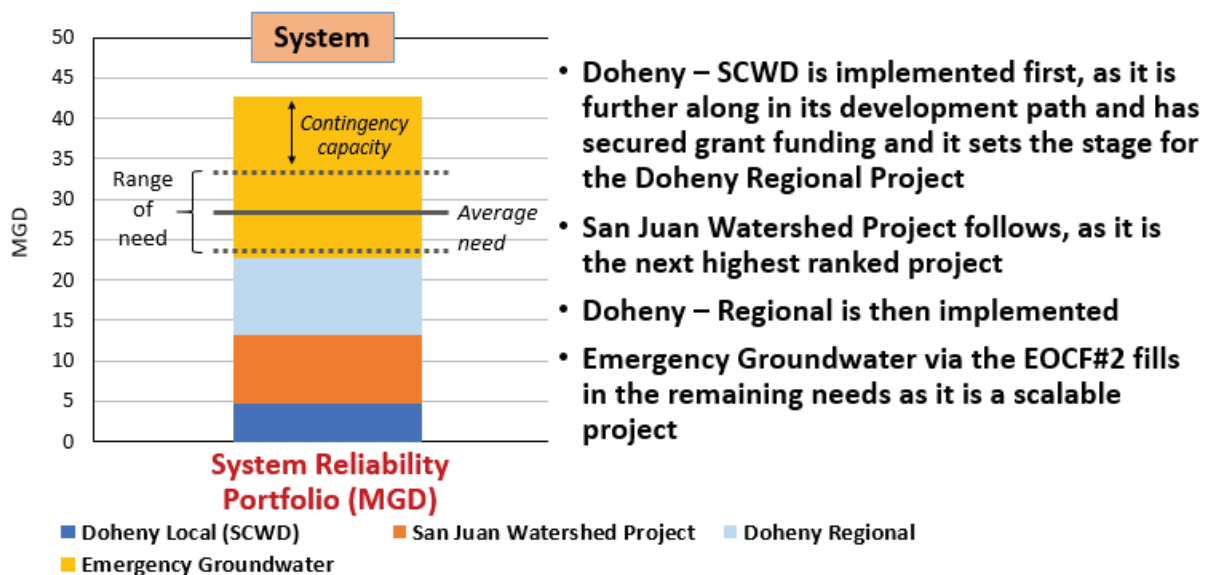 System
50
45
40
35
30
25
20
15
10
5
0
MGD
Contingency
capacity
Range
of
need
Average
need
System Reliability
Portfolio (MGD)
• Doheny – SCWD is implemented first, as it is
further along in its development path and has
secured grant funding and it sets the stage for
the Doheny Regional Project
• San Juan Watershed Project follows, as it is
the next highest ranked project
• Doheny – Regional is then implemented
• Emergency Groundwater via the EOCF#2 fills
in the remaining needs as it is a scalable
project
Doheny Local (SCWD)
San Juan Watershed Project
Doheny Regional
Emergency Groundwater